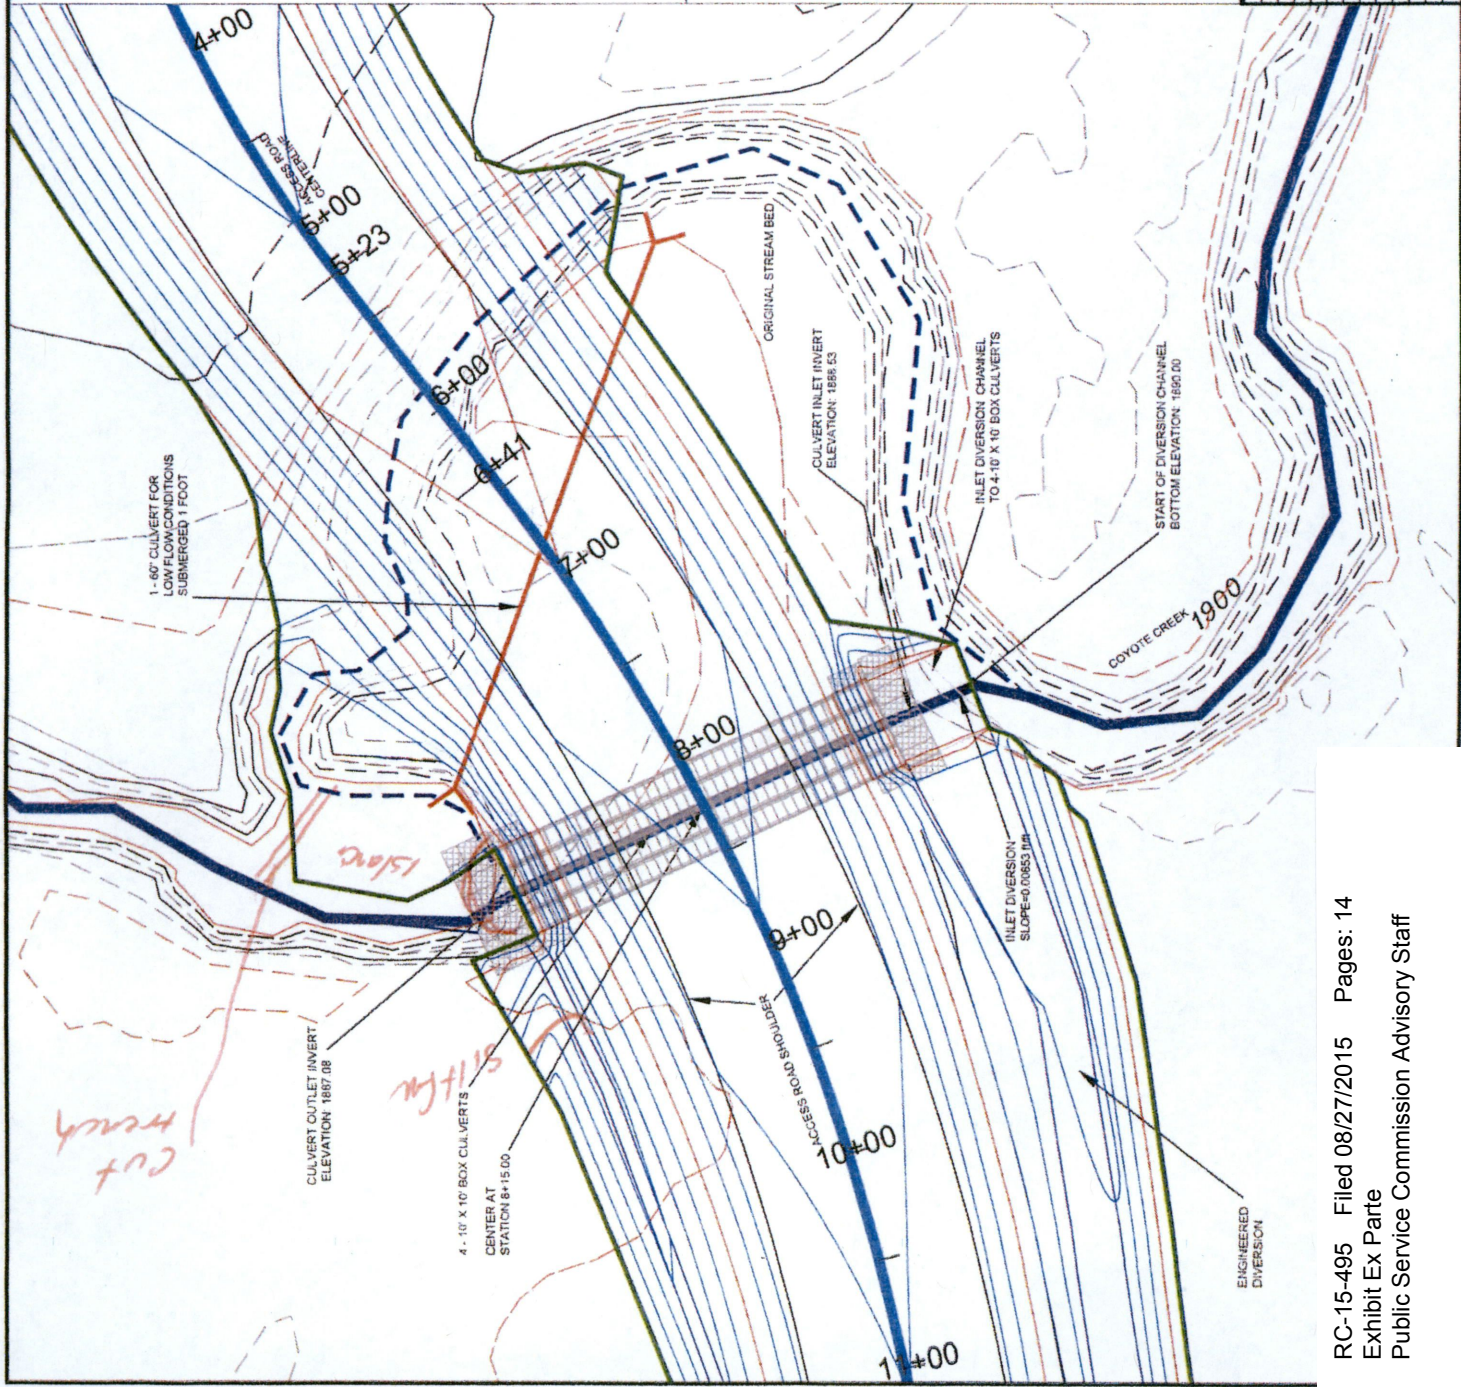 4+00
ACCESS ROAD
CENTERLINE
5+00
5+23
6+00
6+41
7+00
8+00
9+00
10+00
11+00
1 - 60" CULVERT FOR
LOW FLOW CONDITIONS
SUBMERGED 1 FOOT
ORIGINAL STREAM BED
CULVERT INLET INVERT
ELEVATION: 1888.53
INLET DIVERSION CHANNEL
TO 4-10' X 10' BOX CULVERTS
START OF DIVERSION CHANNEL
BOTTOM ELEVATION: 1890.00
COYOTE CREEK
1900
INLET DIVERSION
SLOPE=0.00853 ft/ft
ACCESS ROAD SHOULDER
CULVERT OUTLET INVERT
ELEVATION: 1887.08
4 - 10' X 10' BOX CULVERTS
CENTER AT
STATION 8+15.00
ENGINEERED
DIVERSION
Island
Cut
trench
RC-15-495 Filed 08/27/2015 Pages: 14
Exhibit Ex Parte
Public Service Commission Advisory Staff